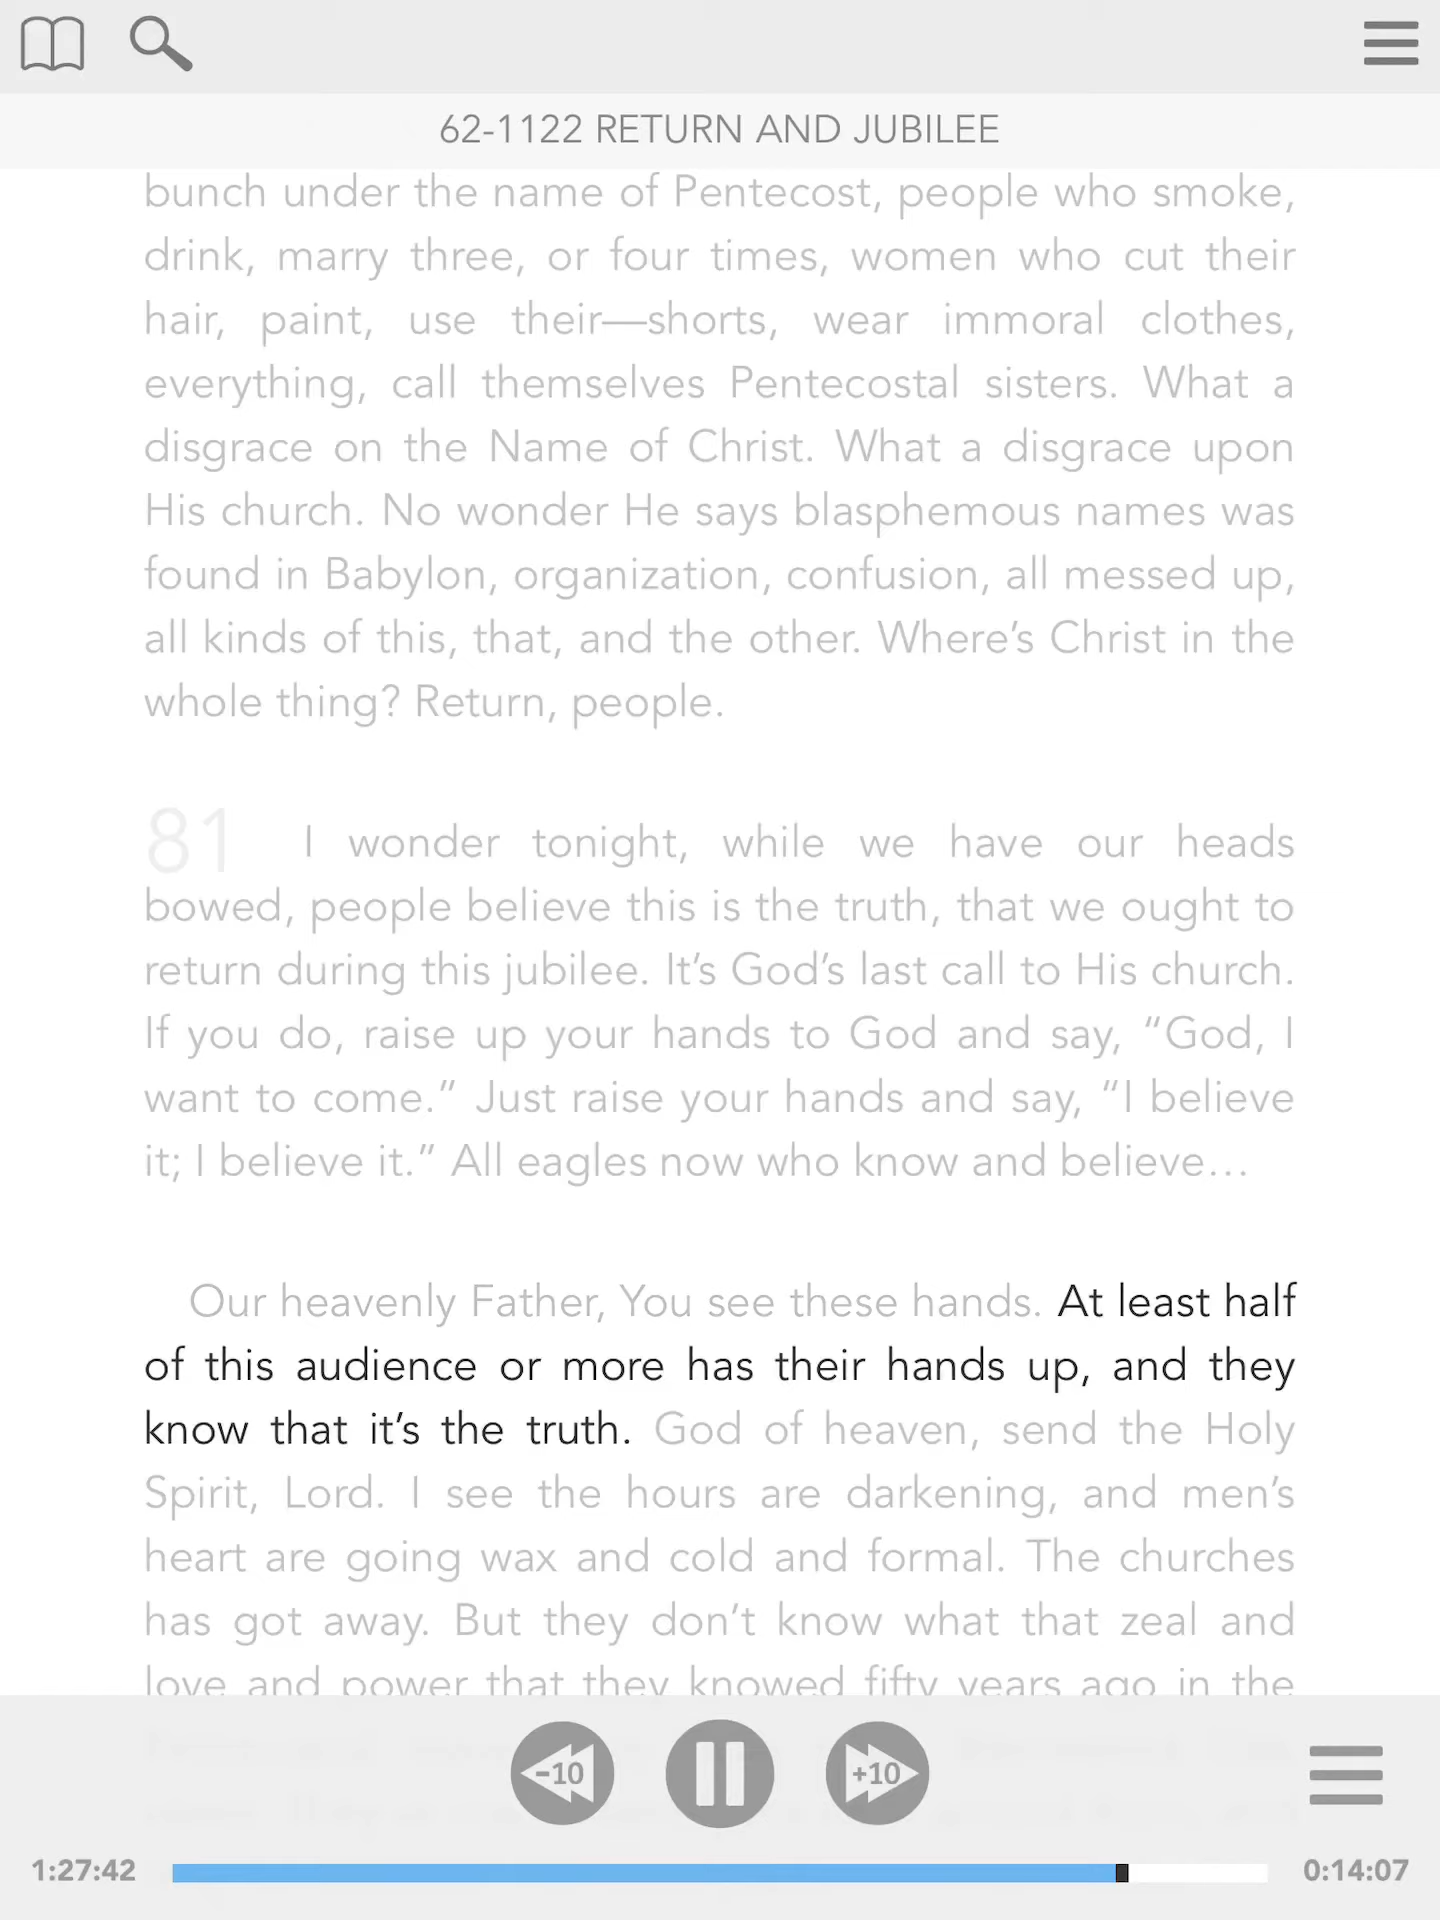 62-1122 RETURN AND JUBILEE
bunch under the name of Pentecost, people who smoke,
drink, marry three, or four times, women who cut their
hair, paint, use their—shorts, wear immoral clothes,
everything, call themselves Pentecostal sisters. What a
disgrace on the Name of Christ. What a disgrace upon
His church. No wonder He says blasphemous names was
found in Babylon, organization, confusion, all messed up,
all kinds of this, that, and the other. Where’s Christ in the
whole thing? Return, people.
81 I wonder tonight, while we have our heads
bowed, people believe this is the truth, that we ought to
return during this jubilee. It’s God’s last call to His church.
If you do, raise up your hands to God and say, “God, I
want to come.” Just raise your hands and say, “I believe
it; I believe it.” All eagles now who know and believe…
Our heavenly Father, You see these hands. At least half
of this audience or more has their hands up, and they
know that it’s the truth. God of heaven, send the Holy
Spirit, Lord. I see the hours are darkening, and men’s
heart are going wax and cold and formal. The churches
has got away. But they don’t know what that zeal and
love and power that they knowed fifty years ago in the
-10 +10
1:27:42 0:14:07